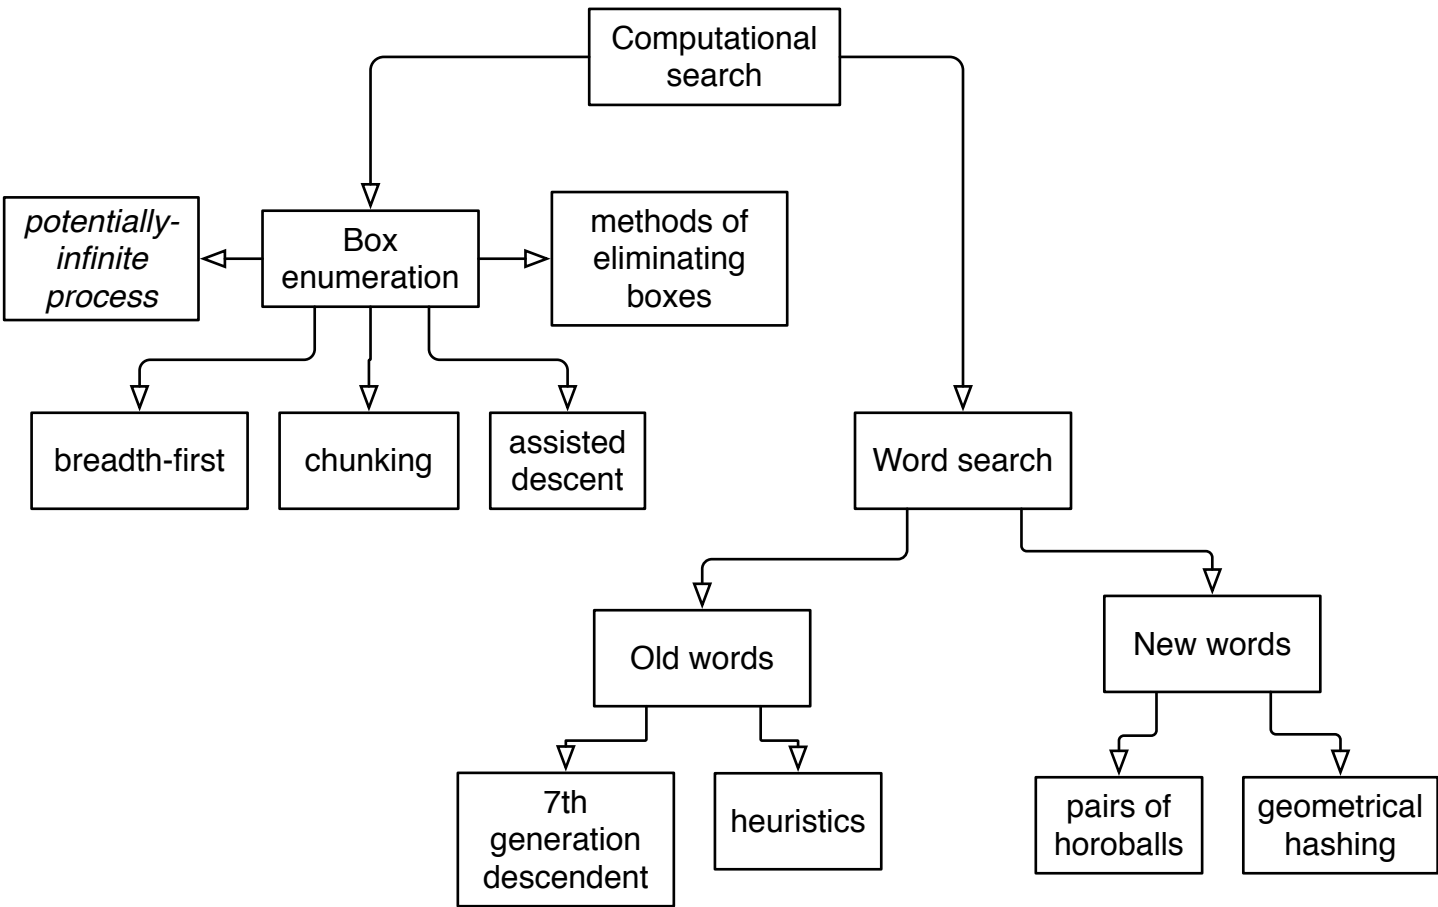 Computational
search
potentially-
infinite
process
Box
enumeration
methods of
eliminating
boxes
breadth-first
chunking
assisted
descent
Word search
Old words
New words
7th
generation
descendent
heuristics
pairs of
horoballs
geometrical
hashing